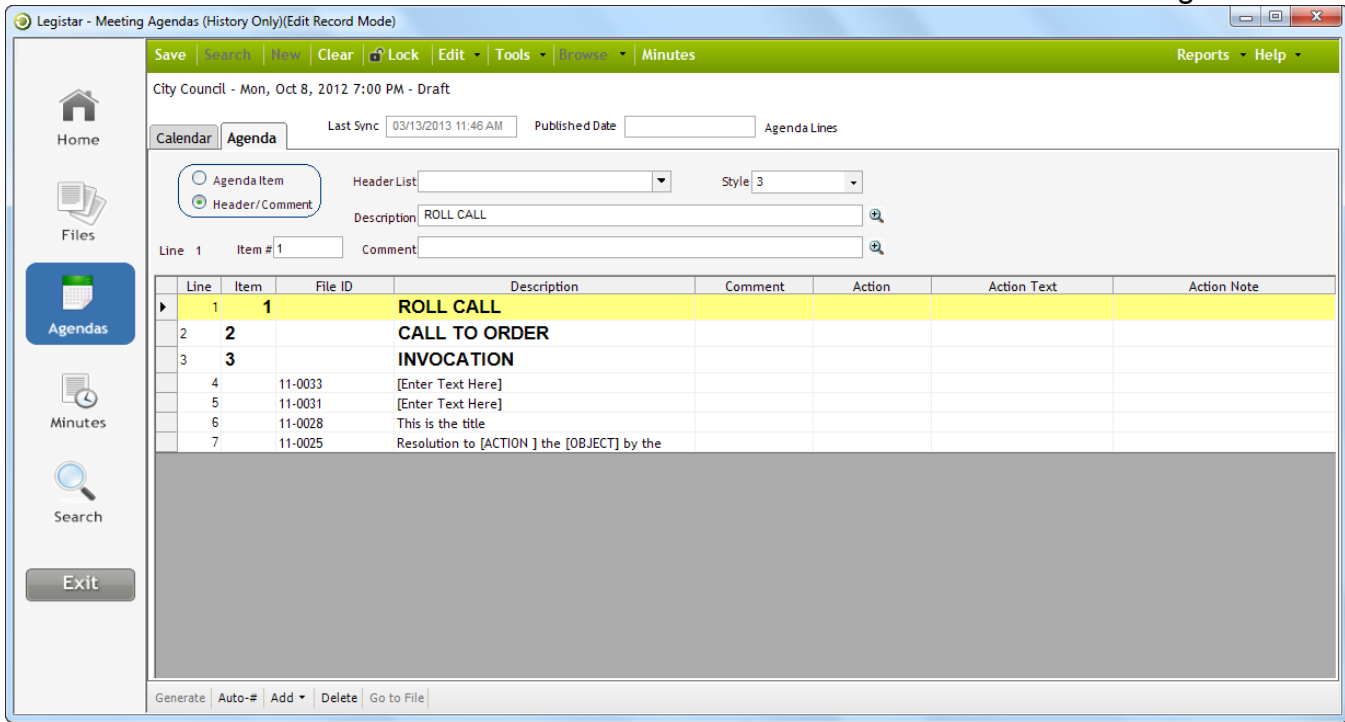 Legistar - Meeting Agendas (History Only)(Edit Record Mode)
Save Search New Clear Lock Edit Tools Browse Minutes Reports Help
City Council - Mon, Oct 8, 2012 7:00 PM - Draft
Calendar Agenda Last Sync 03/13/2013 11:46 AM Published Date Agenda Lines
Agenda Item Header List Style 3
Header/Comment
Description ROLL CALL
Line 1 Item # 1 Comment
Line Item File ID Description Comment Action Action Text Action Note
1 1 ROLL CALL
2 2 CALL TO ORDER
3 3 INVOCATION
4 11-0033 [Enter Text Here]
5 11-0031 [Enter Text Here]
6 11-0028 This is the title
7 11-0025 Resolution to [ACTION ] the [OBJECT] by the
Home
Files
Agendas
Minutes
Search
Exit
Generate Auto-# Add Delete Go to File